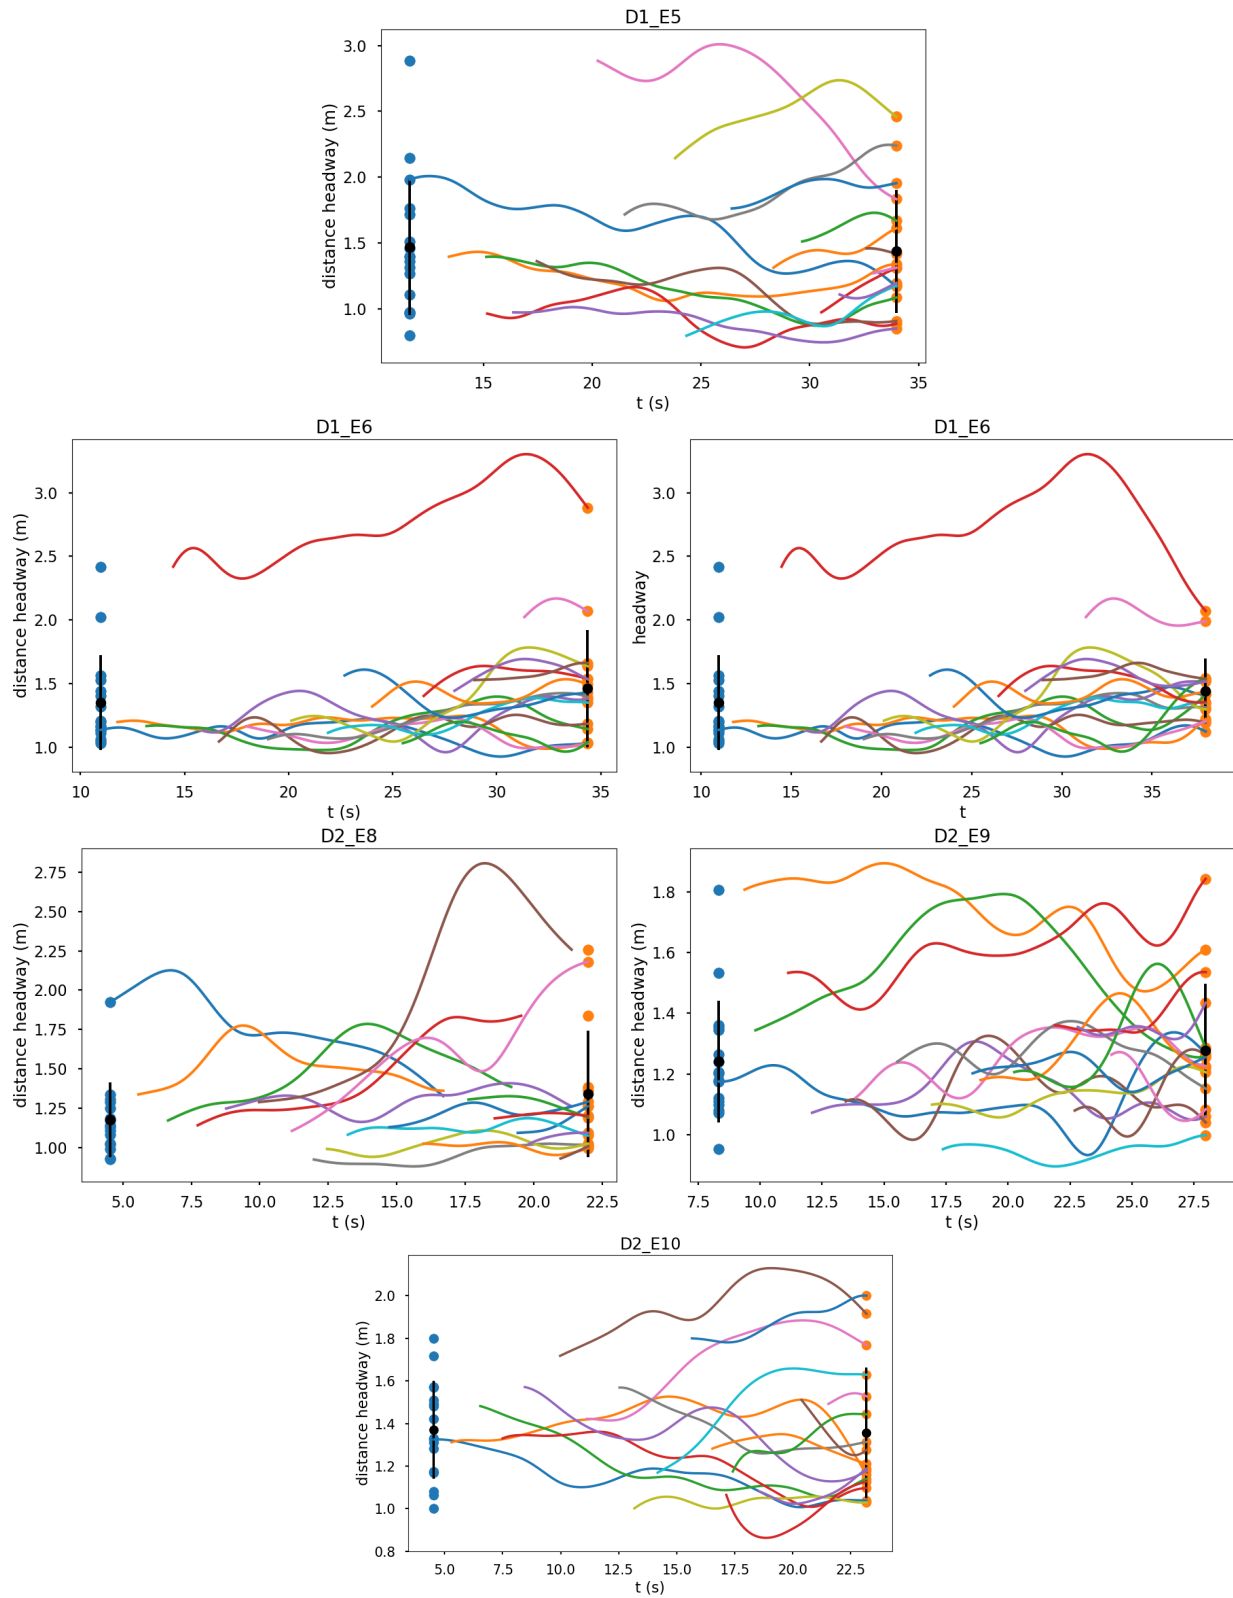 D1_E5
distance headway (m)
3.0
2.5
2.0
1.5
1.0
15 20 25 30 35
t (s)
D1_E6
distance headway (m)
3.0
2.5
2.0
1.5
1.0
10 15 20 25 30 35
t (s)
D1_E6
headway
3.0
2.5
2.0
1.5
1.0
10 15 20 25 30 35
t
D2_E8
distance headway (m)
2.75
2.50
2.25
2.00
1.75
1.50
1.25
1.00
5.0 7.5 10.0 12.5 15.0 17.5 20.0 22.5
t (s)
D2_E9
distance headway (m)
1.8
1.6
1.4
1.2
1.0
7.5 10.0 12.5 15.0 17.5 20.0 22.5 25.0 27.5
t (s)
D2_E10
distance headway (m)
2.0
1.8
1.6
1.4
1.2
1.0
0.8
5.0 7.5 10.0 12.5 15.0 17.5 20.0 22.5
t (s)